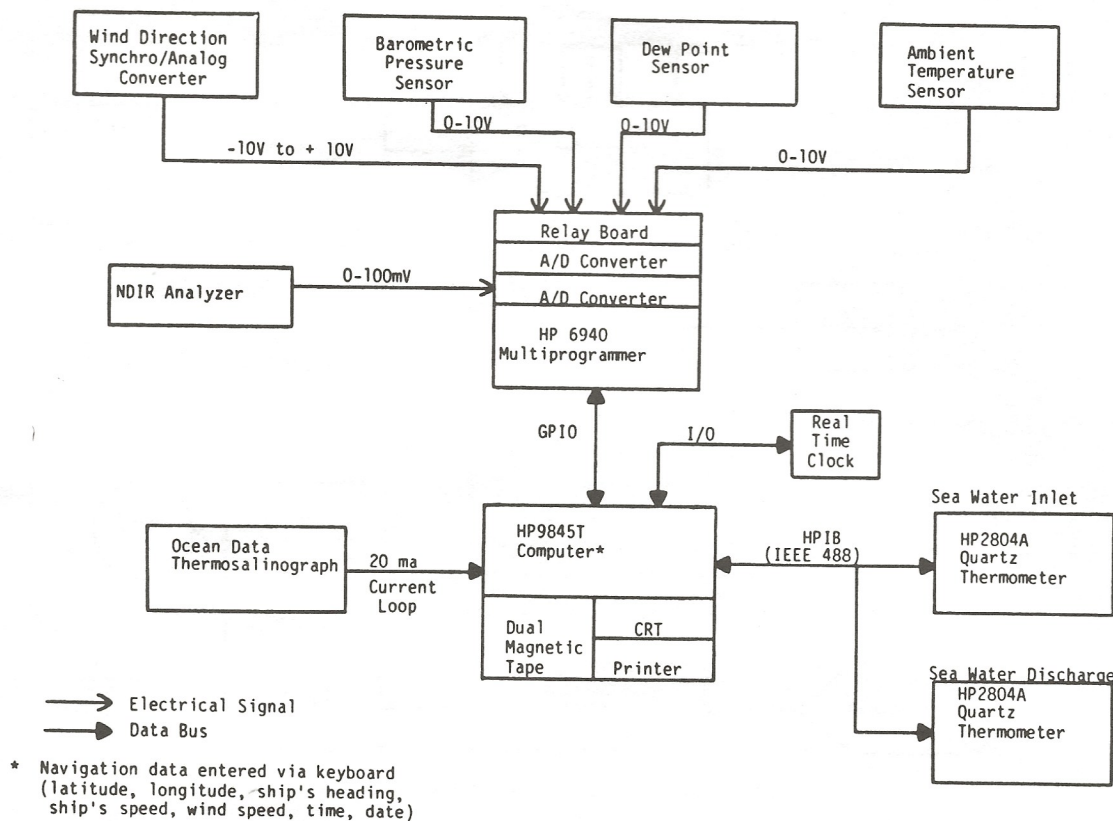 Wind Direction
Synchro/Analog
Converter
Barometric
Pressure
Sensor
Dew Point
Sensor
Ambient
Temperature
Sensor
0-10V
0-10V
-10V to + 10V
0-10V
Relay Board
A/D Converter
A/D Converter
HP 6940
Multiprogrammer
NDIR Analyzer
0-100mV
GPIO
I/O
Real
Time
Clock
Sea Water Inlet
HP2804A
Quartz
Thermometer
HPIB
(IEEE 488)
HP9845T
Computer*
Ocean Data
Thermosalinograph
20 ma
Current
Loop
Dual
Magnetic
Tape
CRT
Printer
Sea Water Discharge
HP2804A
Quartz
Thermometer
Electrical Signal
Data Bus
* Navigation data entered via keyboard
(latitude, longitude, ship's heading,
ship's speed, wind speed, time, date)